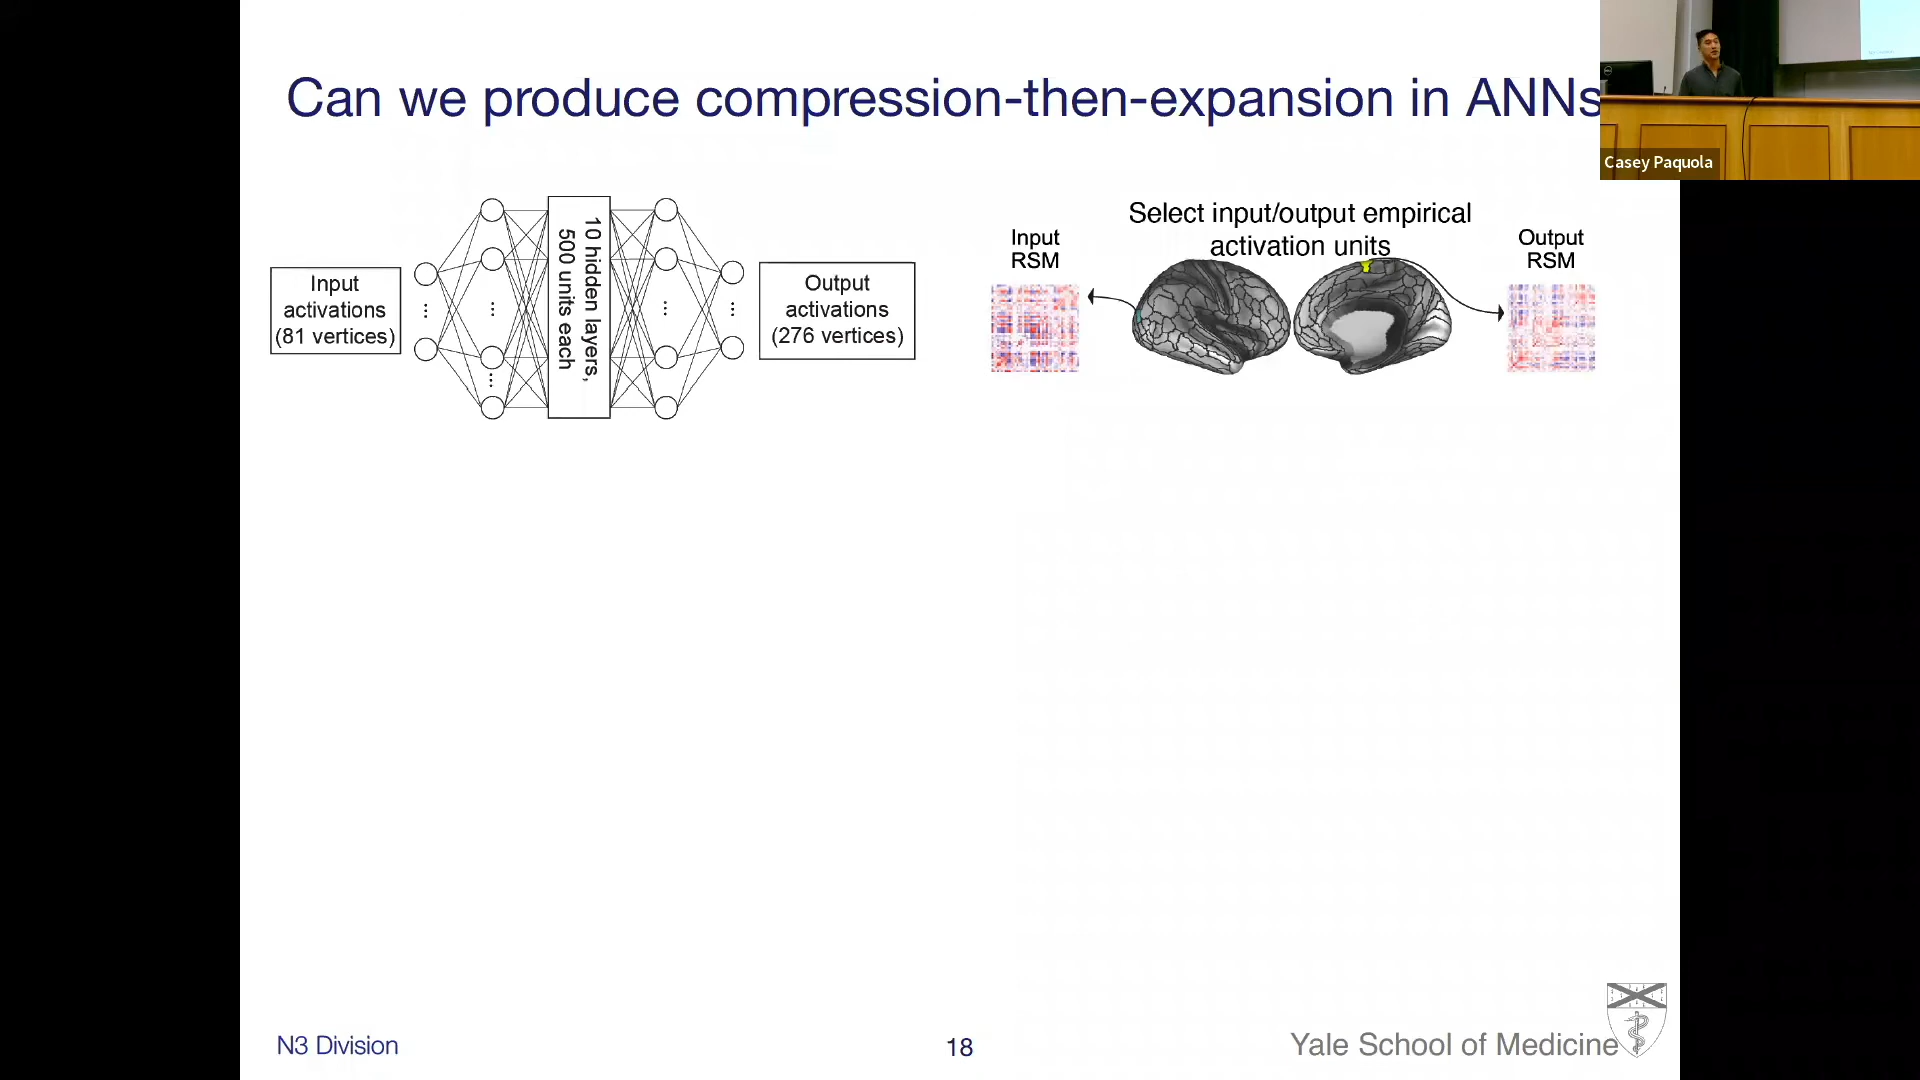 Can we produce compression-then-expansion in ANNs
Casey Paquola
Input
activations
(81 vertices)
10 hidden layers,
500 units each
Output
activations
(276 vertices)
Select input/output empirical
activation units
Input
RSM
Output
RSM
N3 Division
18
Yale School of Medicine